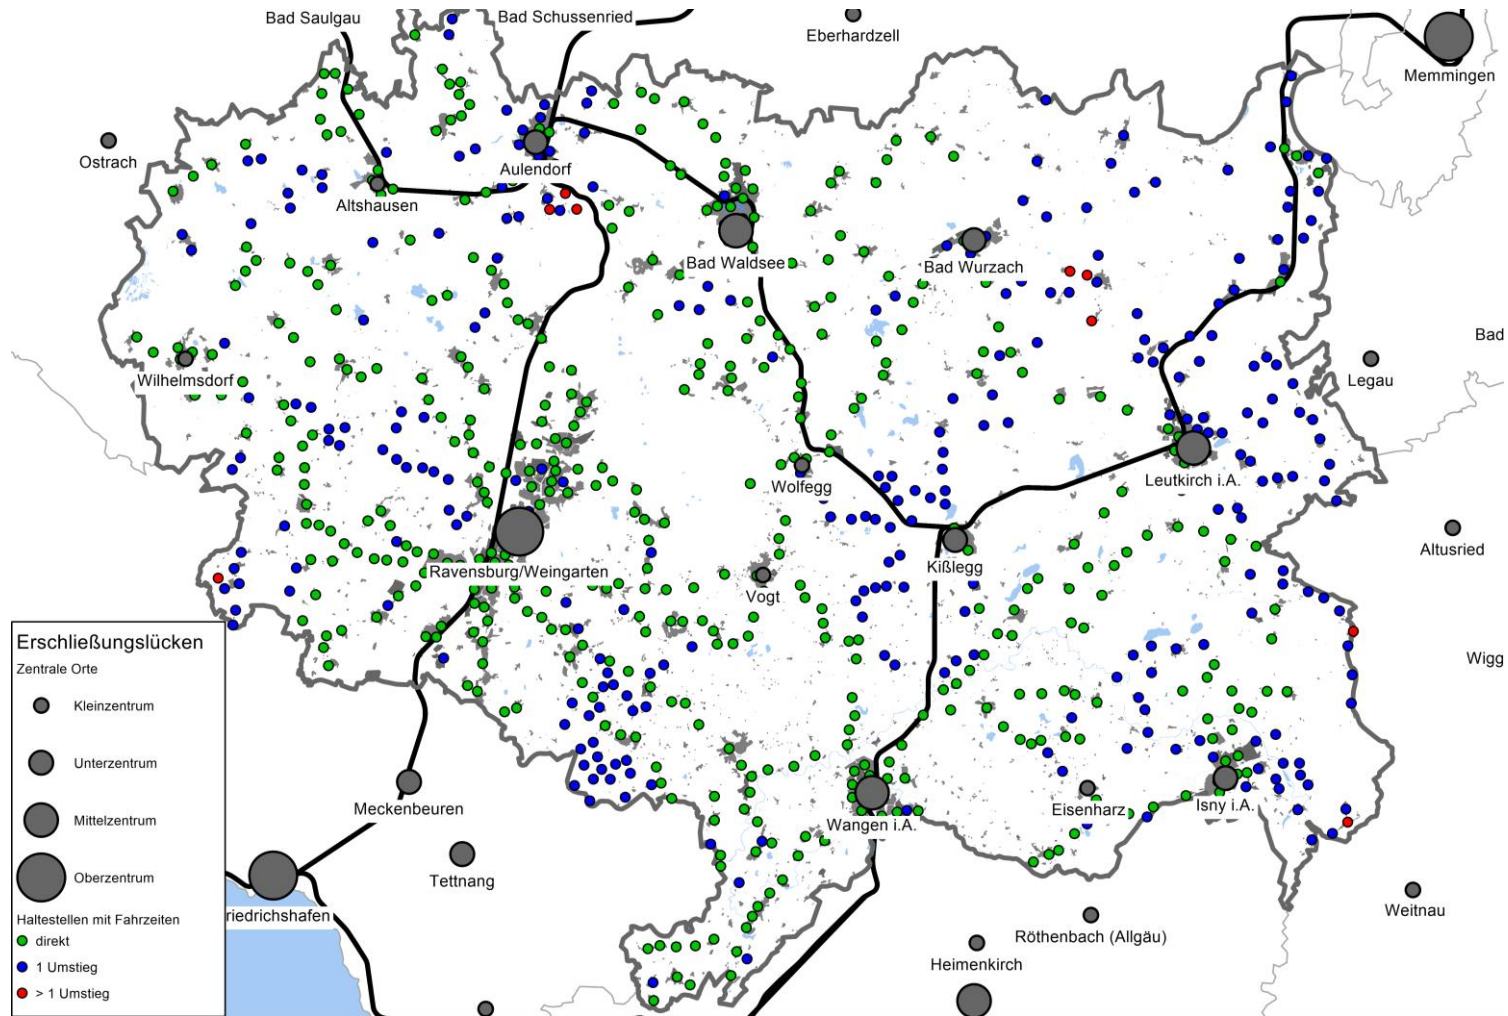 Bad Saulgau
Bad Schussenried
Eberhardzell
Memmingen
Ostrach
Aulendorf
Altshausen
Bad Waldsee
Bad Wurzach
Bad
Wilhelmsdorf
Legau
Wolfegg
Leutkirch i.A.
Altusried
Ravensburg/Weingarten
Kißlegg
Vogt
Wigg
Meckenbeuren
Wangen i.A.
Eisenharz
Isny i.A.
Tettnang
riedrichshafen
Weitnau
Röthenbach (Allgäu)
Heimenkirch
Erschließungslücken
Zentrale Orte
Kleinzentrum
Unterzentrum
Mittelzentrum
Oberzentrum
Haltestellen mit Fahrzeiten
direkt
1 Umstieg
> 1 Umstieg